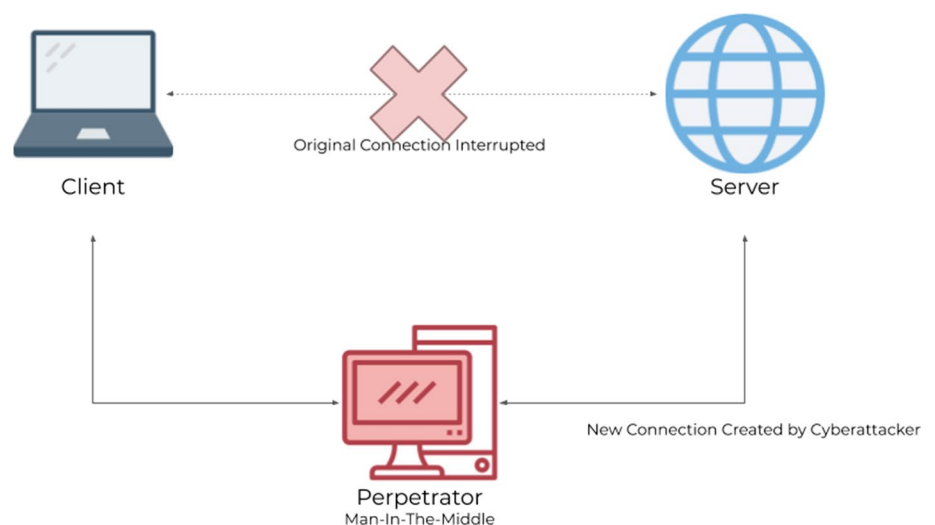 Original Connection Interrupted
Client
Server
New Connection Created by Cyberattacker
Perpetrator
Man-In-The-Middle